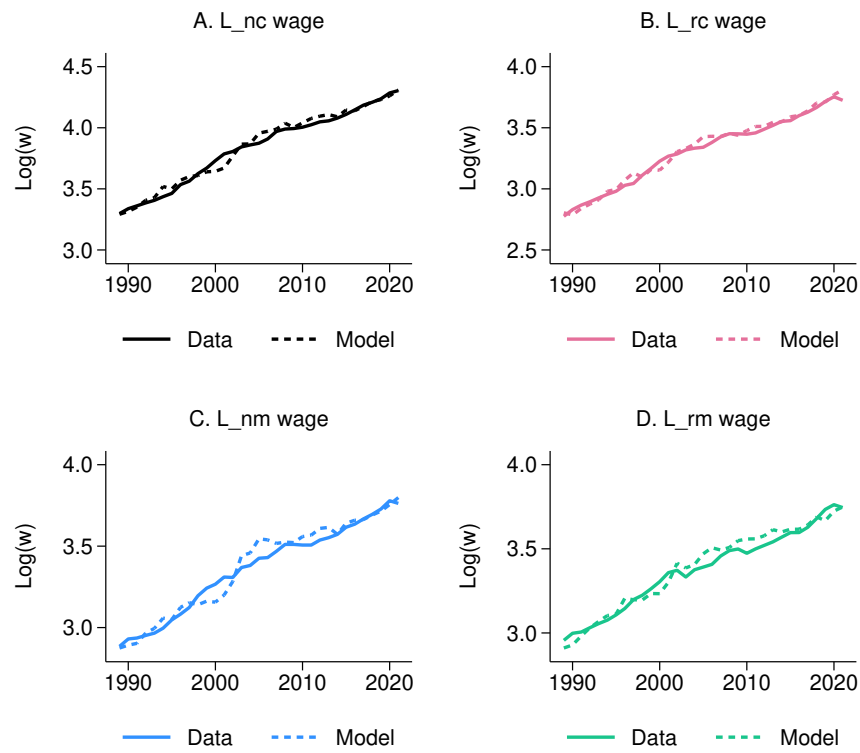 A. L_nc wage
Log(w)
4.5
4.0
3.5
3.0
1990 2000 2010 2020
Data Model
B. L_rc wage
Log(w)
4.0
3.5
3.0
2.5
1990 2000 2010 2020
Data Model
C. L_nm wage
Log(w)
4.0
3.5
3.0
1990 2000 2010 2020
Data Model
D. L_rm wage
Log(w)
4.0
3.5
3.0
1990 2000 2010 2020
Data Model